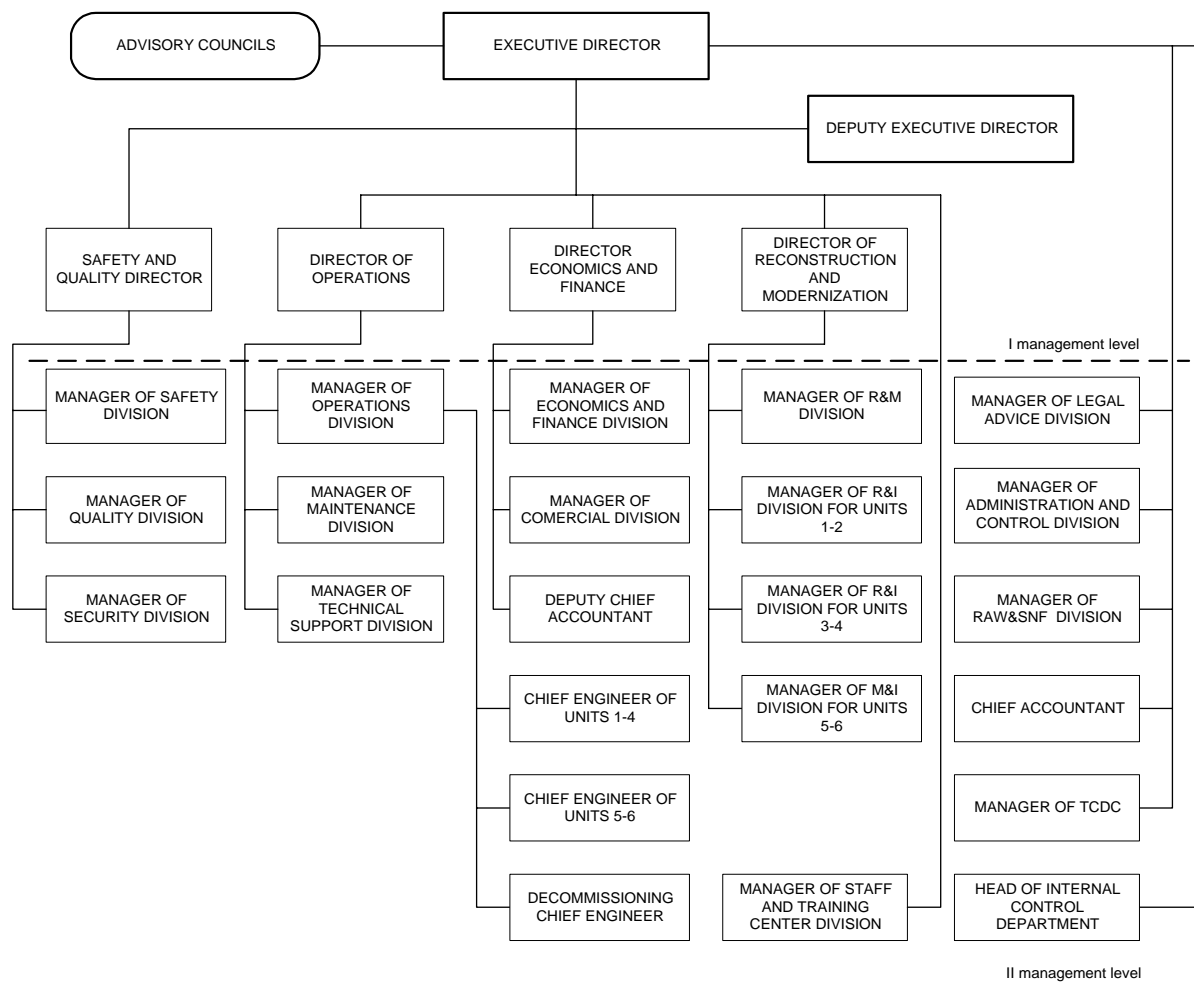 ADVISORY COUNCILS
EXECUTIVE DIRECTOR
DEPUTY EXECUTIVE DIRECTOR
SAFETY AND
QUALITY DIRECTOR
DIRECTOR OF
OPERATIONS
DIRECTOR
ECONOMICS AND
FINANCE
DIRECTOR OF
RECONSTRUCTION
AND
MODERNIZATION
I management level
MANAGER OF SAFETY
DIVISION
MANAGER OF
OPERATIONS
DIVISION
MANAGER OF
ECONOMICS AND
FINANCE DIVISION
MANAGER OF R&M
DIVISION
MANAGER OF LEGAL
ADVICE DIVISION
MANAGER OF
QUALITY DIVISION
MANAGER OF
MAINTENANCE
DIVISION
MANAGER OF
COMERCIAL DIVISION
MANAGER OF R&I
DIVISION FOR UNITS
1-2
MANAGER OF
ADMINISTRATION AND
CONTROL DIVISION
MANAGER OF
SECURITY DIVISION
MANAGER OF
TECHNICAL
SUPPORT DIVISION
DEPUTY CHIEF
ACCOUNTANT
MANAGER OF R&I
DIVISION FOR UNITS
3-4
MANAGER OF
RAW&SNF DIVISION
CHIEF ENGINEER OF
UNITS 1-4
MANAGER OF M&I
DIVISION FOR UNITS
5-6
CHIEF ACCOUNTANT
CHIEF ENGINEER OF
UNITS 5-6
MANAGER OF TCDC
DECOMMISSIONING
CHIEF ENGINEER
MANAGER OF STAFF
AND TRAINING
CENTER DIVISION
HEAD OF INTERNAL
CONTROL
DEPARTMENT
II management level